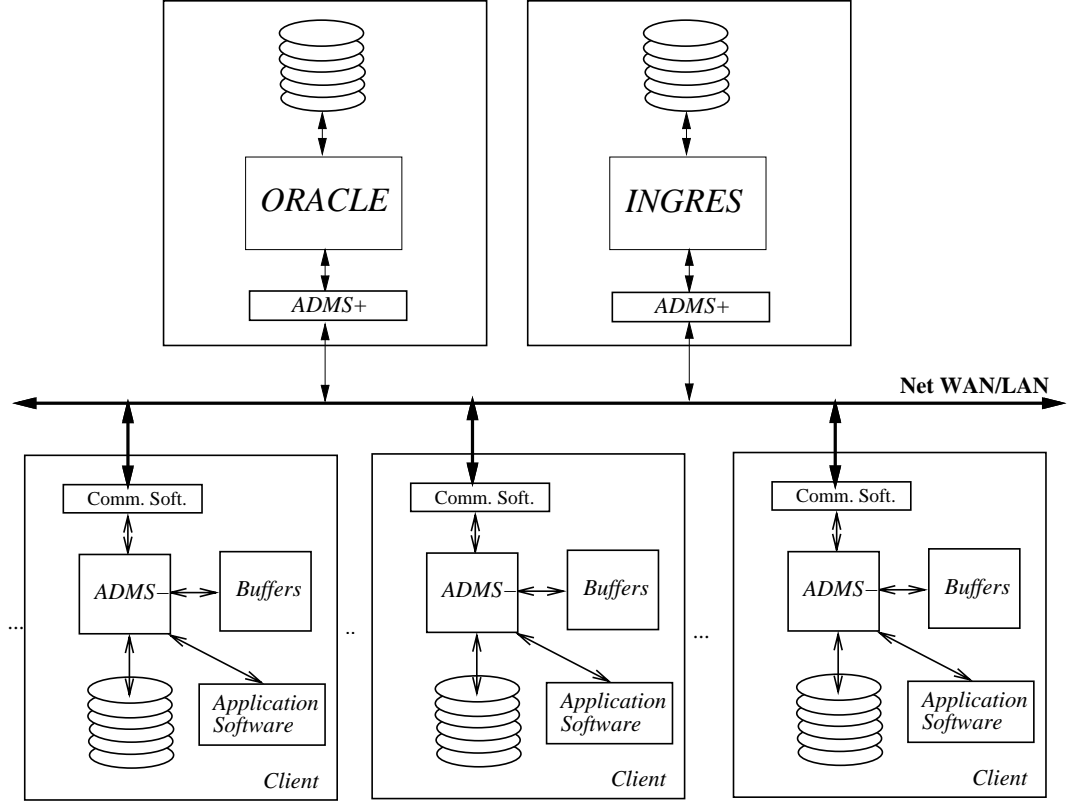 ORACLE
INGRES
ADMS+
ADMS+
Net WAN/LAN
Comm. Soft.
Comm. Soft.
Comm. Soft.
ADMS−
Buffers
ADMS−
Buffers
ADMS−
Buffers
...
..
...
Application
Software
Application
Software
Application
Software
Client
Client
Client